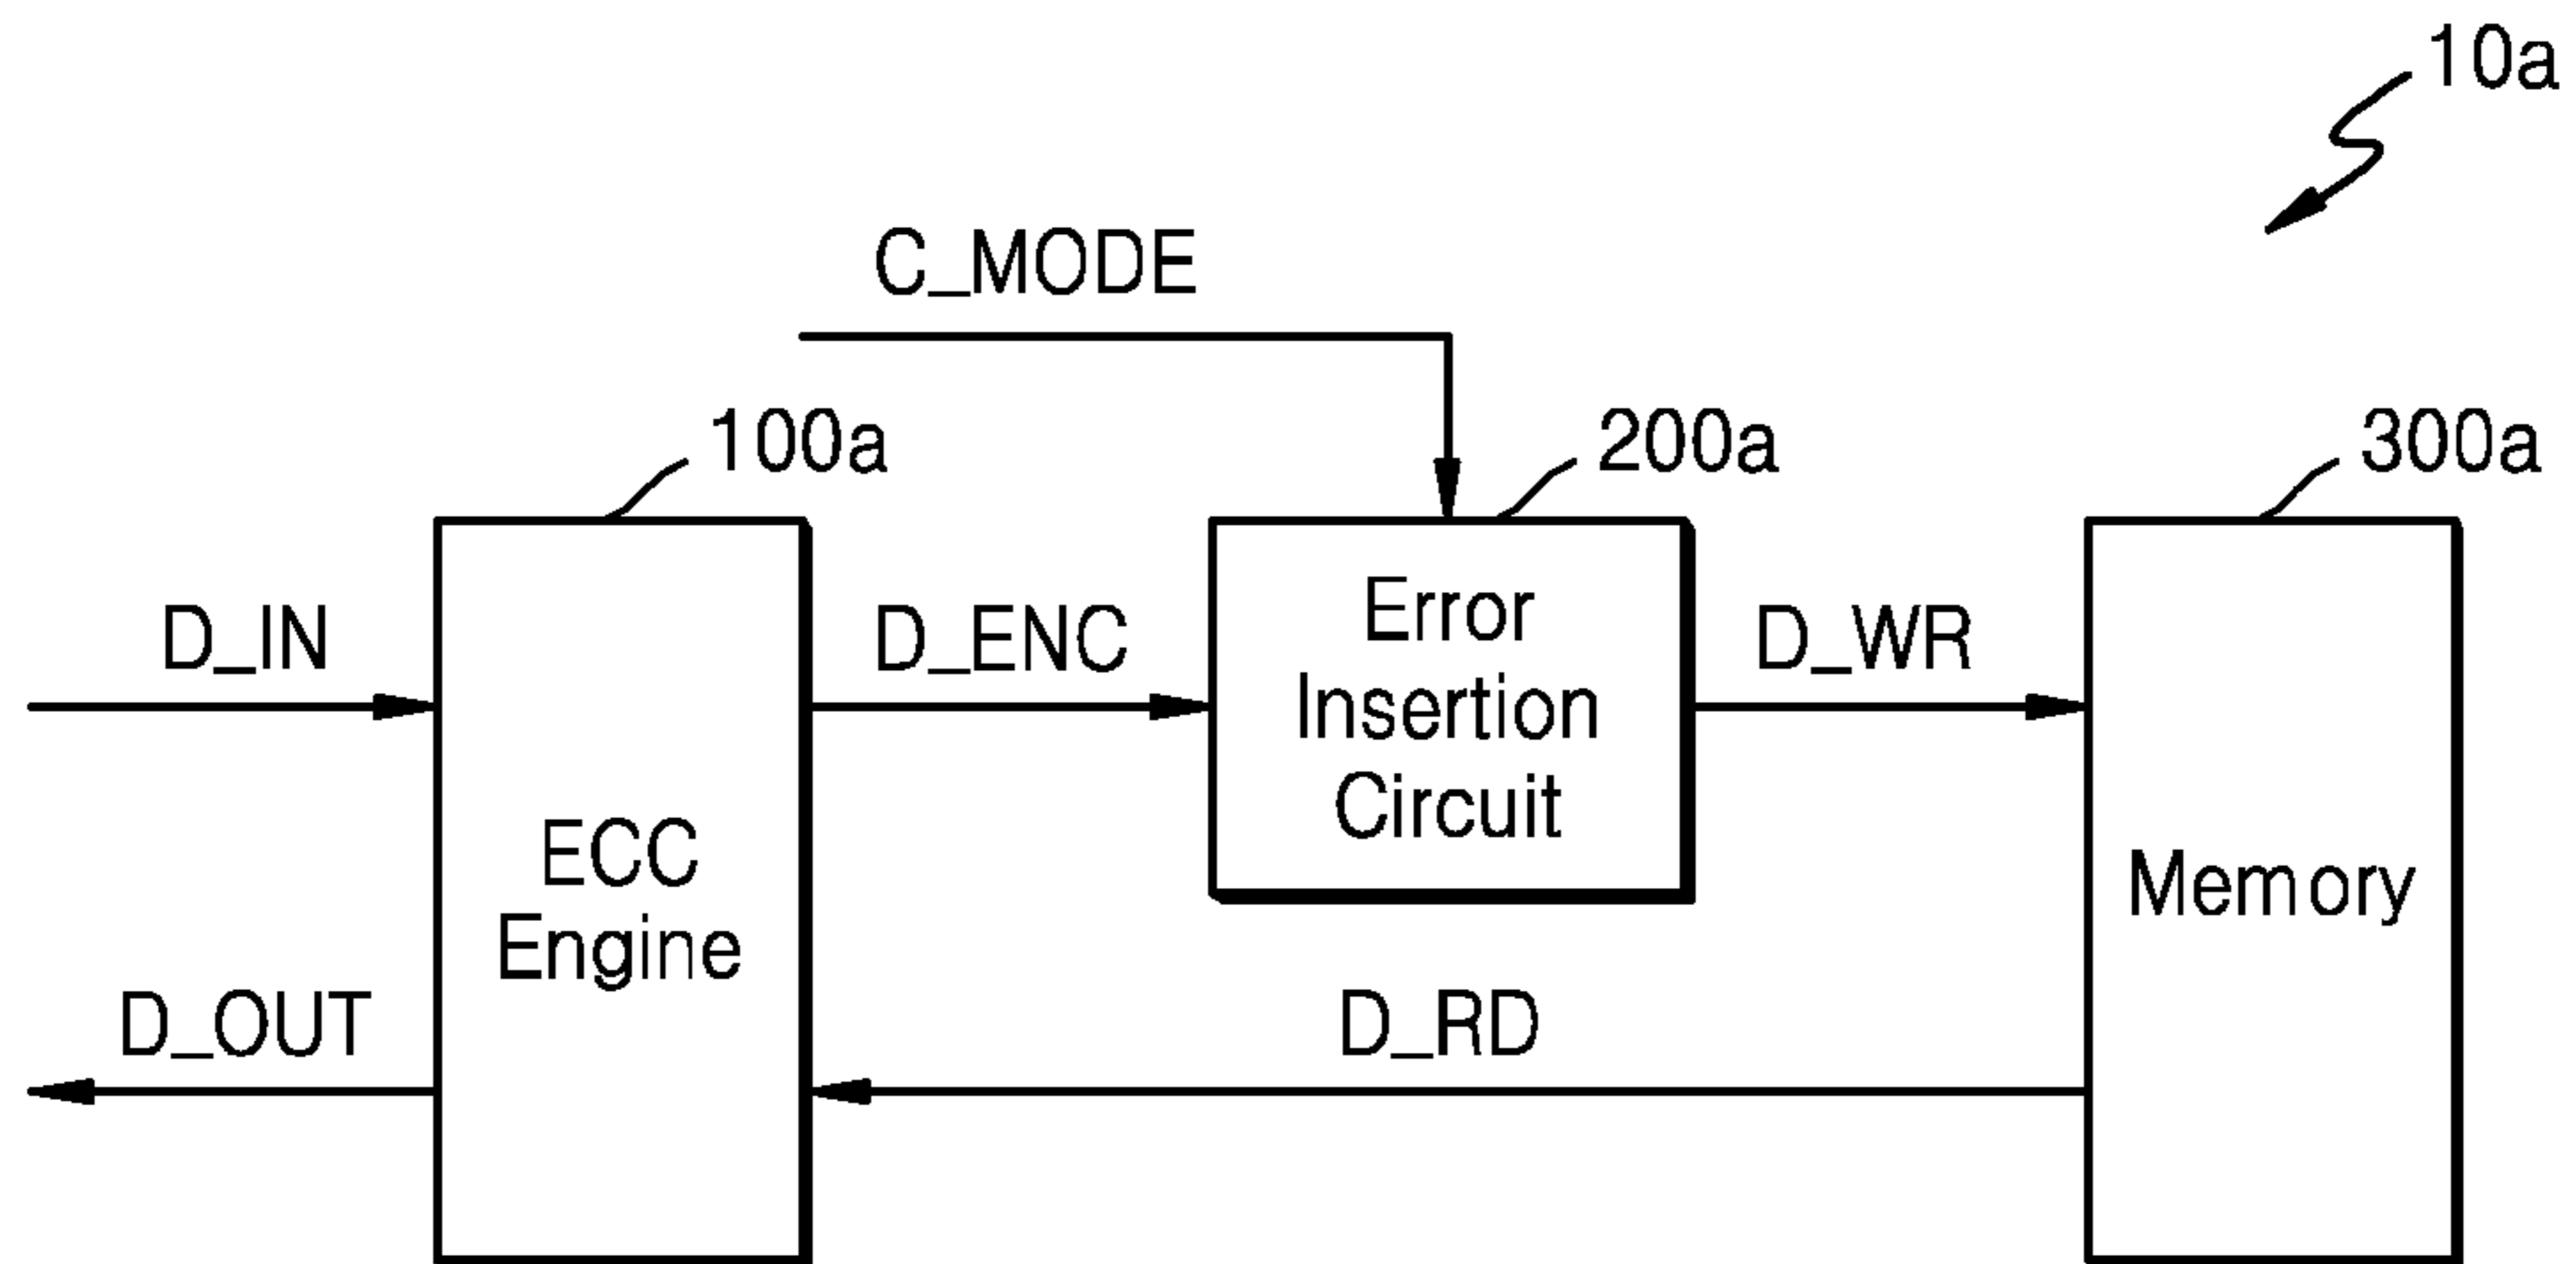 10a
C_MODE
100a
200a
300a
D_IN
D_ENC
Error
Insertion
Circuit
D_WR
ECC
Engine
Memory
D_OUT
D_RD